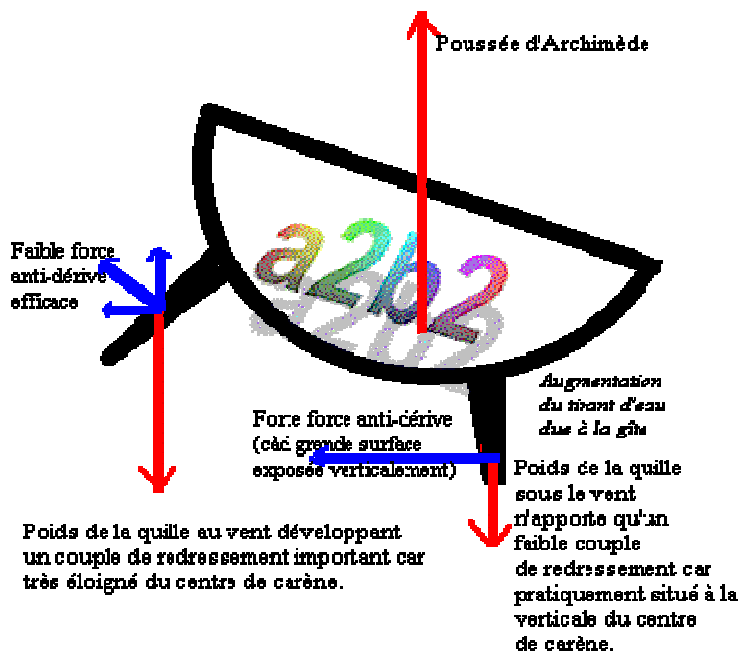 Poussée d'Archimède
a2b2
Faible force
anti-dérive
efficace
Augmentation
du tirant d'eau
due à la gîte
Forte force anti-dérive
(càd grande surface
exposée verticalement)
Poids de la quille
sous le vent
n'apporte qu'un
faible couple
de redressement car
pratiquement situé à la
verticale du centre
de carène.
Poids de la quille au vent développant
un couple de redressement important car
très éloigné du centre de carène.